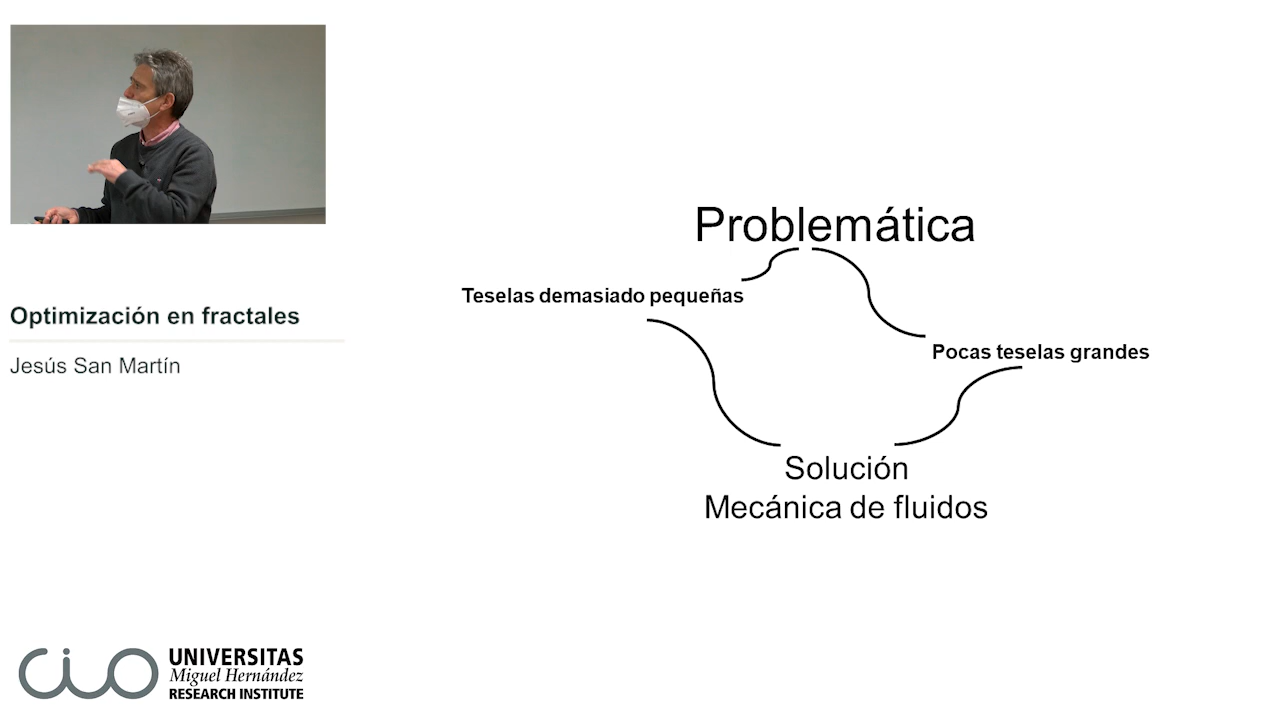 Optimización en fractales
Jesús San Martín
Problemática
Teselas demasiado pequeñas
Pocas teselas grandes
Solución
Mecánica de fluidos
cio
UNIVERSITAS
Miguel Hernández
RESEARCH INSTITUTE